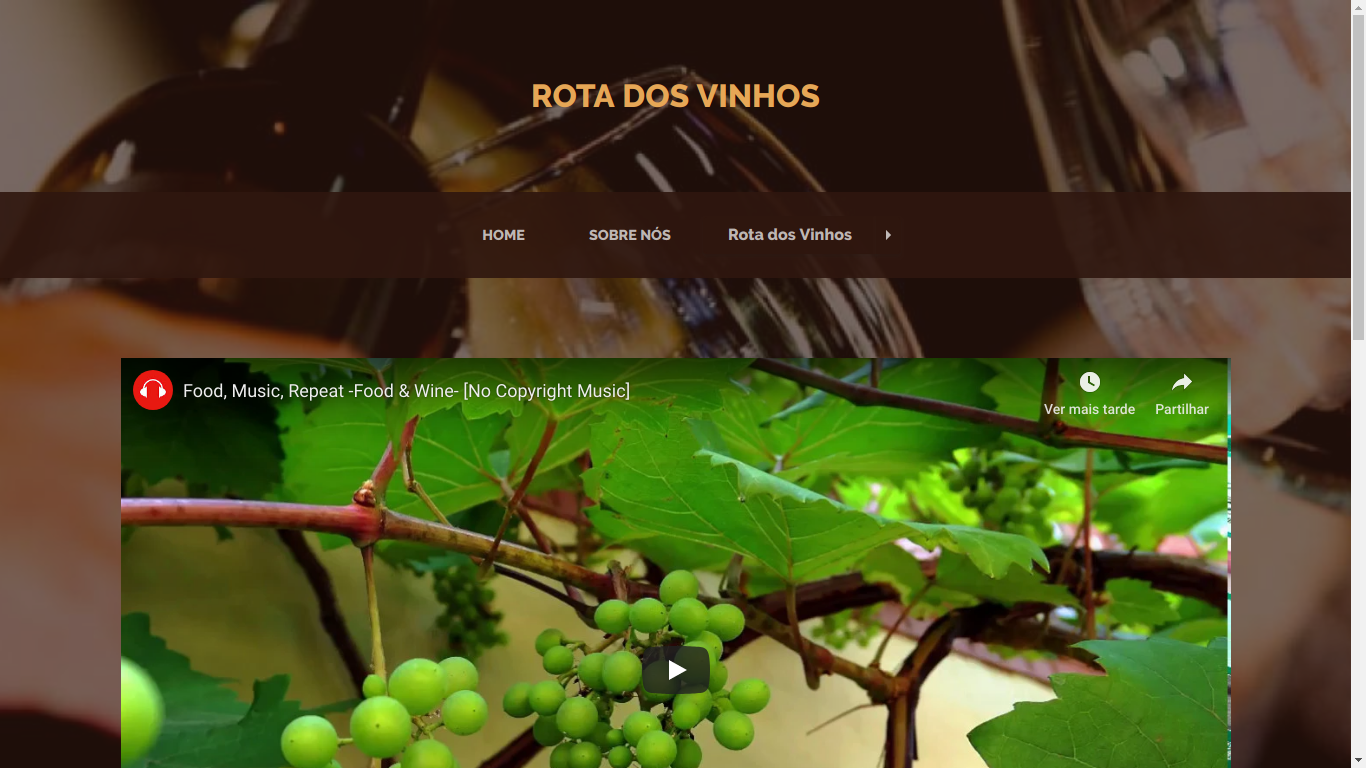 ROTA DOS VINHOS
HOME SOBRE NÓS Rota dos Vinhos
Food, Music, Repeat -Food & Wine- [No Copyright Music]
Ver mais tarde Partilhar